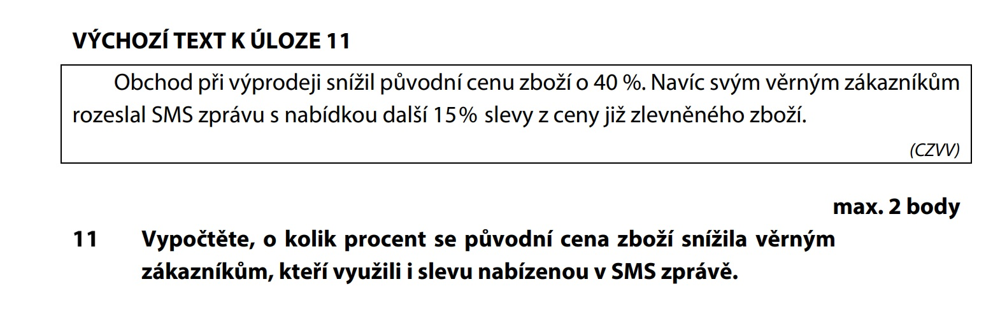 VÝCHOZÍ TEXT K ÚLOZE 11
Obchod při výprodeji snížil původní cenu zboží o 40 %. Navíc svým věrným zákazníkům
rozeslal SMS zprávu s nabídkou další 15% slevy z ceny již zlevněného zboží.
(CZVV)
max. 2 body
11 Vypočtěte, o kolik procent se původní cena zboží snížila věrným
zákazníkům, kteří využili i slevu nabízenou v SMS zprávě.